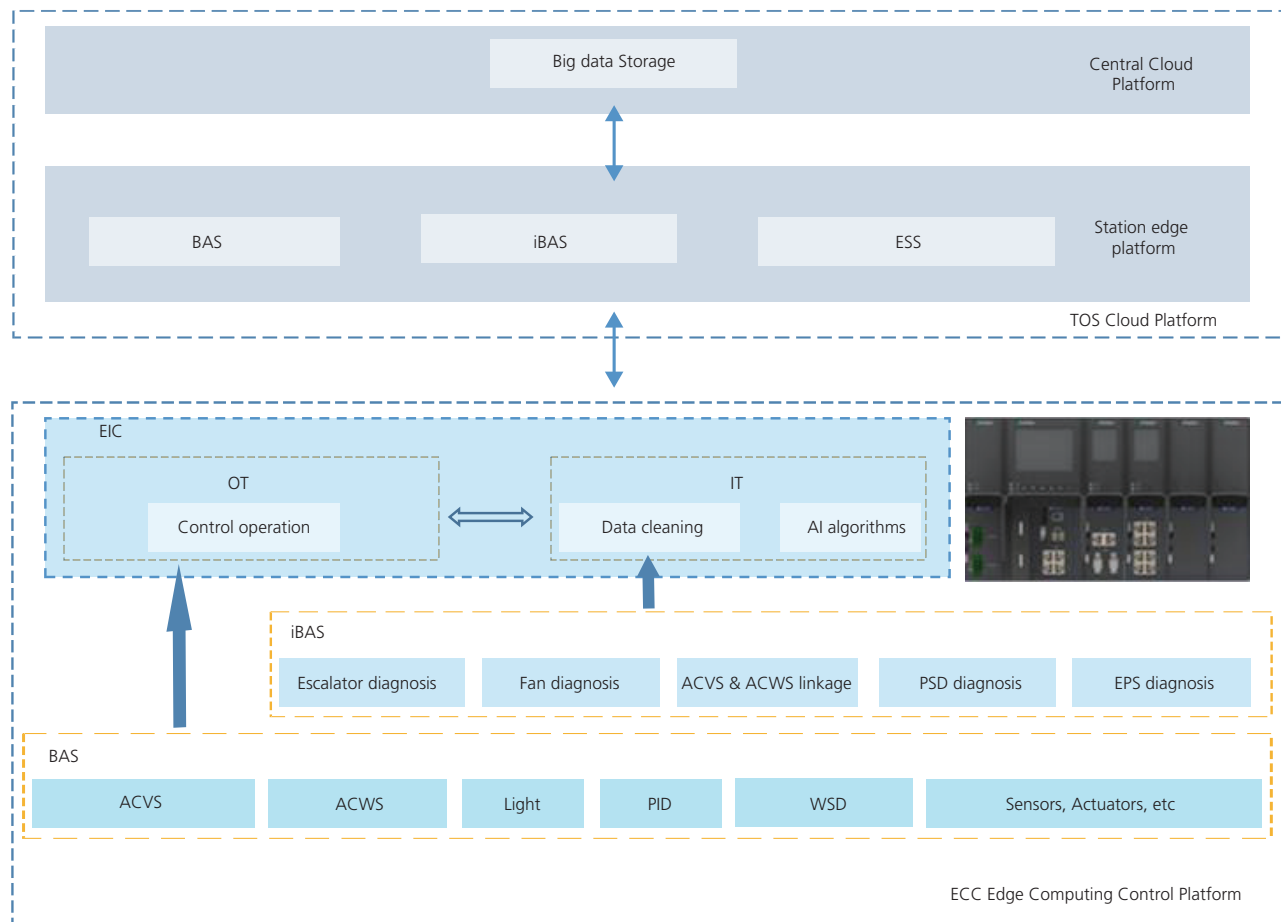 Big data Storage
Central Cloud
Platform
BAS
iBAS
ESS
Station edge
platform
TOS Cloud Platform
EIC
OT
IT
Control operation
Data cleaning
AI algorithms
iBAS
Escalator diagnosis
Fan diagnosis
ACVS & ACWS linkage
PSD diagnosis
EPS diagnosis
BAS
ACVS
ACWS
Light
PID
WSD
Sensors, Actuators, etc
ECC Edge Computing Control Platform